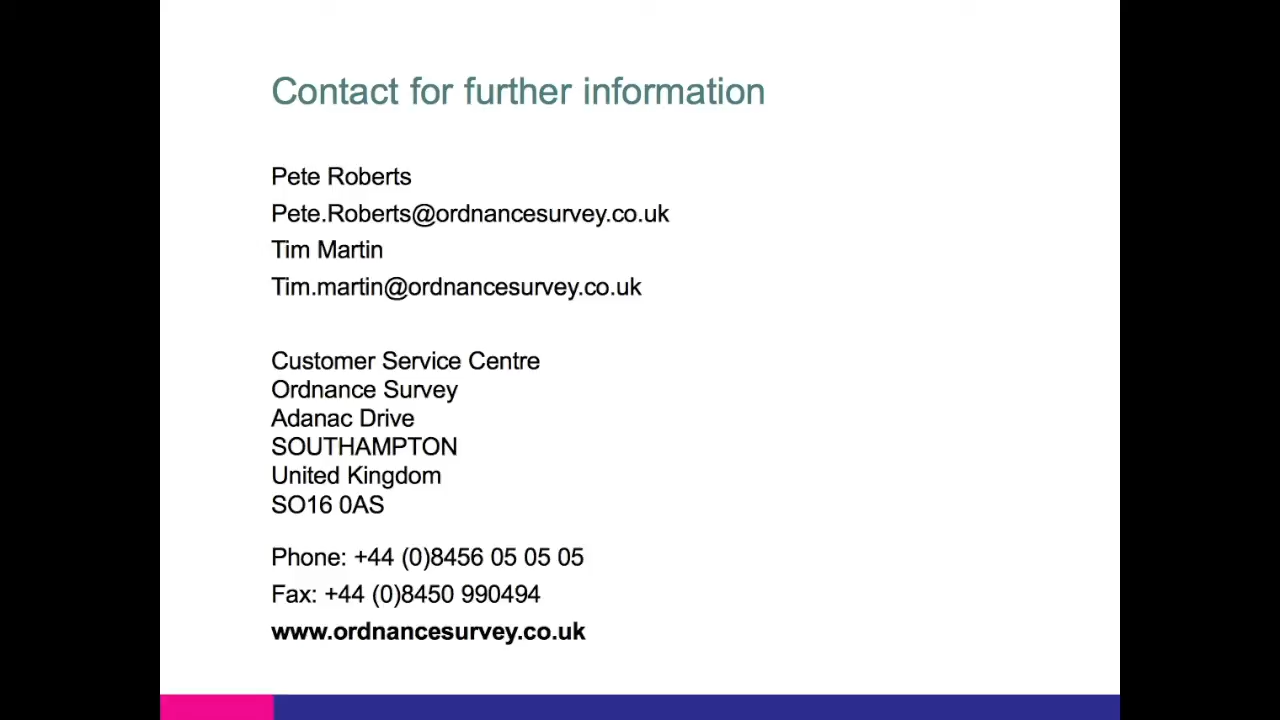 Contact for further information
Pete Roberts
Pete.Roberts@ordnancesurvey.co.uk
Tim Martin
Tim.martin@ordnancesurvey.co.uk
Customer Service Centre
Ordnance Survey
Adanac Drive
SOUTHAMPTON
United Kingdom
SO16 0AS
Phone: +44 (0)8456 05 05 05
Fax: +44 (0)8450 990494
www.ordnancesurvey.co.uk